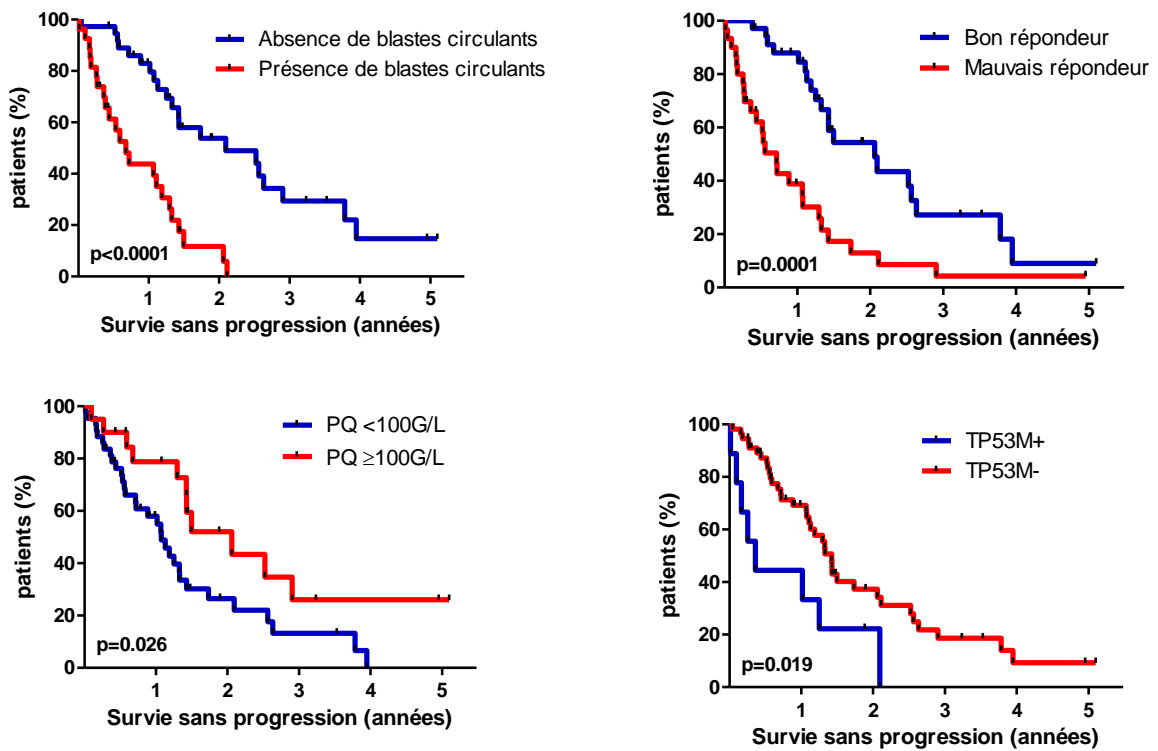 100
80
60
40
20
0
patients (%)
Absence de blastes circulants
Présence de blastes circulants
p<0.0001
1 2 3 4 5
Survie sans progression (années)
100
80
60
40
20
0
patients (%)
Bon répondeur
Mauvais répondeur
p=0.0001
1 2 3 4 5
Survie sans progression (années)
100
80
60
40
20
0
patients (%)
PQ <100G/L
PQ ≥100G/L
p=0.026
1 2 3 4 5
Survie sans progression (années)
100
80
60
40
20
0
patients (%)
TP53M+
TP53M-
p=0.019
1 2 3 4 5
Survie sans progression (années)